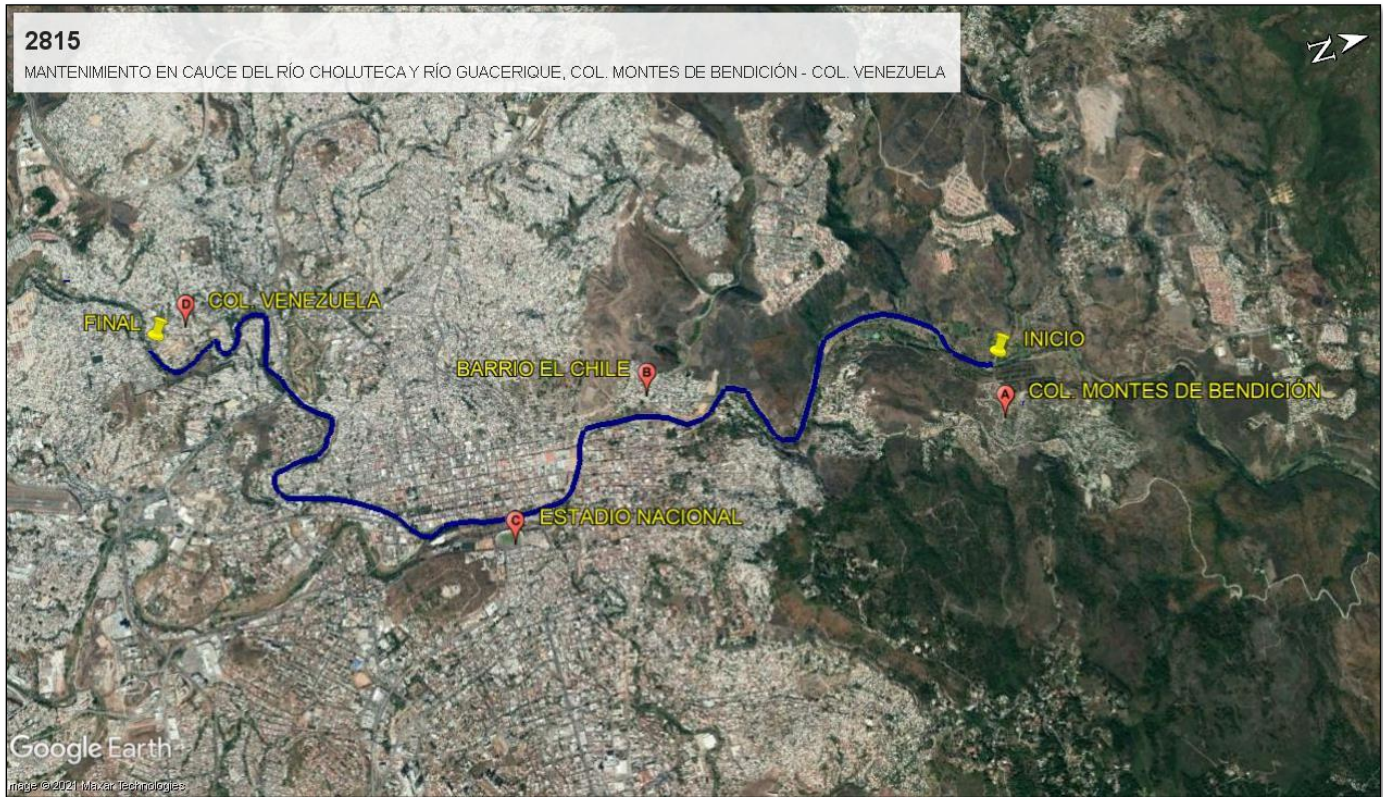 2815
MANTENIMIENTO EN CAUCE DEL RÍO CHOLUTECA Y RÍO GUACERIQUE, COL. MONTES DE BENDICIÓN - COL. VENEZUELA
N
D
COL. VENEZUELA
FINAL
INICIO
BARRIO EL CHILE
B
A
COL. MONTES DE BENDICIÓN
C
ESTADIO NACIONAL
Google Earth
Image © 2021 Maxar Technologies